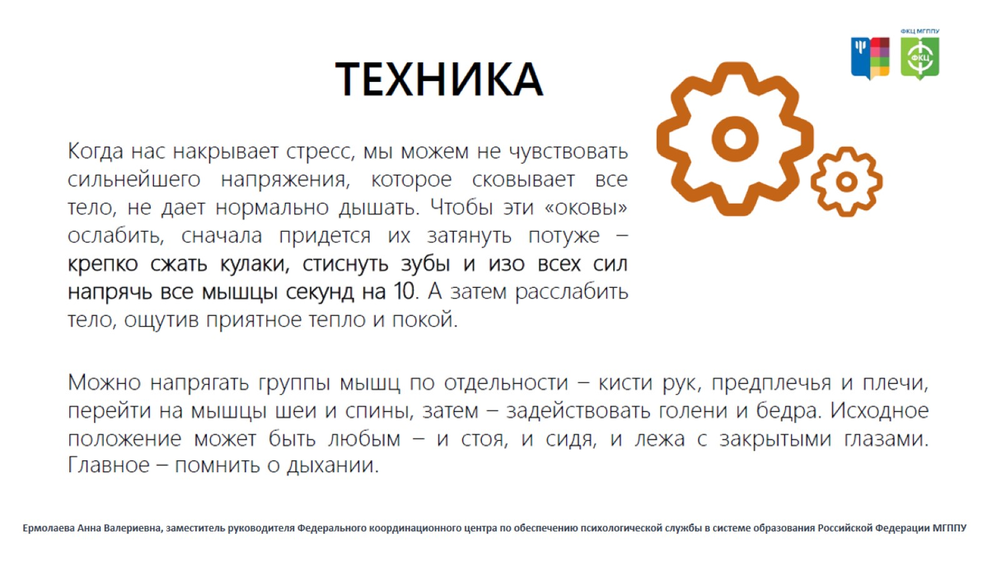 ФКЦ МГППУ
ФКЦ
ТЕХНИКА
Когда нас накрывает стресс, мы можем не чувствовать
сильнейшего напряжения, которое сковывает все
тело, не дает нормально дышать. Чтобы эти «оковы»
ослабить, сначала придется их затянуть потуже –
крепко сжать кулаки, стиснуть зубы и изо всех сил
напрячь все мышцы секунд на 10. А затем расслабить
тело, ощутив приятное тепло и покой.
Можно напрягать группы мышц по отдельности – кисти рук, предплечья и плечи,
перейти на мышцы шеи и спины, затем – задействовать голени и бедра. Исходное
положение может быть любым – и стоя, и сидя, и лежа с закрытыми глазами.
Главное – помнить о дыхании.
Ермолаева Анна Валериевна, заместитель руководителя Федерального координационного центра по обеспечению психологической службы в системе образования Российской Федерации МГППУ